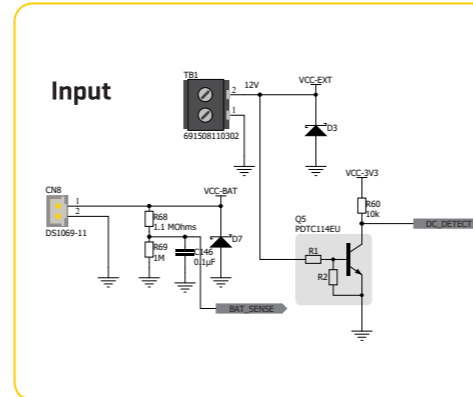 Input
TB1
2
12V
VCC-EXT
1
691508110302
D3
VCC-3V3
CN8
VCC-BAT
1
2
R68
1.1 MOhms
R60
10k
DS1069-11
R69
1M
C146
0.1µF
D7
Q5
PDTC114EU
DC_DETECT
R1
R2
BAT_SENSE